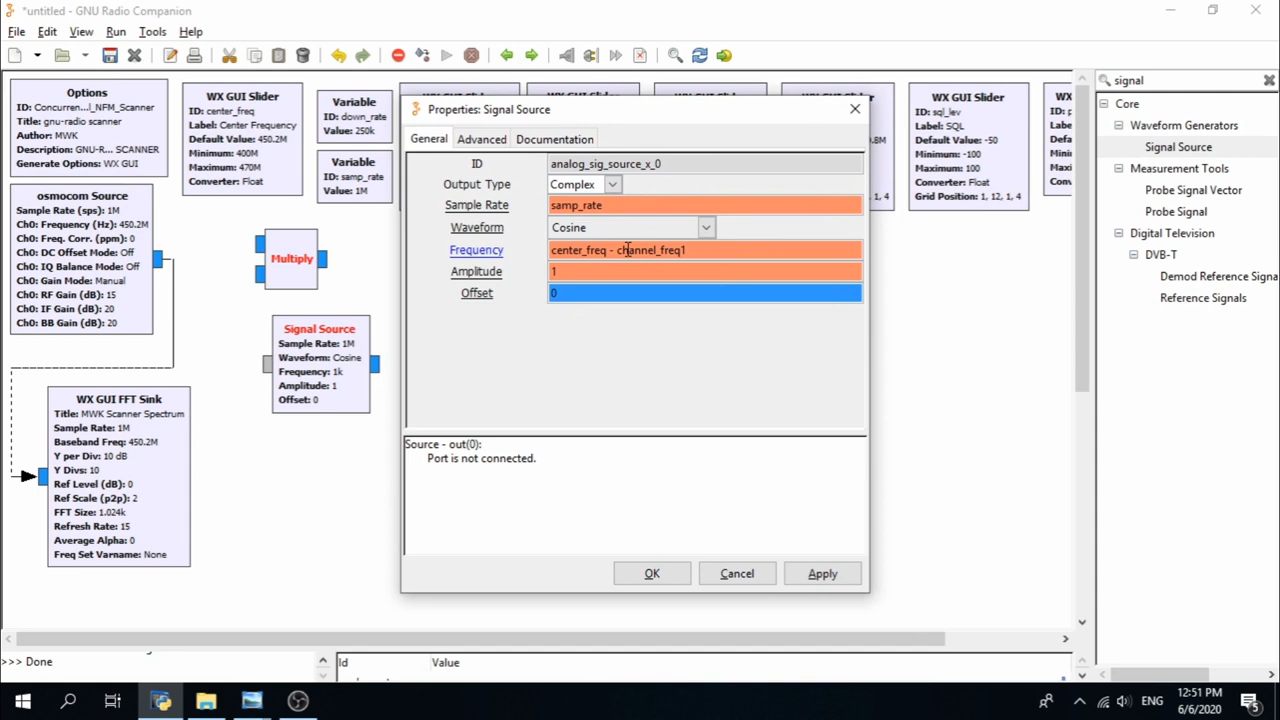 *untitled - GNU Radio Companion
File Edit View Run Tools Help
Options
ID: Concurren...l_NFM_Scanner
Title: gnu-radio scanner
Author: MWK
Description: GNU-R... SCANNER
Generate Options: WX GUI
WX GUI Slider
ID: center_freq
Label: Center Frequency
Default Value: 450.2M
Minimum: 400M
Maximum: 470M
Converter: Float
Variable
ID: down_rate
Value: 250k
Variable
ID: samp_rate
Value: 1M
osmocom Source
Sample Rate (sps): 1M
Ch0: Frequency (Hz): 450.2M
Ch0: Freq. Corr. (ppm): 0
Ch0: DC Offset Mode: Off
Ch0: IQ Balance Mode: Off
Ch0: Gain Mode: Manual
Ch0: RF Gain (dB): 15
Ch0: IF Gain (dB): 20
Ch0: BB Gain (dB): 20
Multiply
Signal Source
Sample Rate: 1M
Waveform: Cosine
Frequency: 1k
Amplitude: 1
Offset: 0
WX GUI FFT Sink
Title: MWK Scanner Spectrum
Sample Rate: 1M
Baseband Freq: 450.2M
Y per Div: 10 dB
Y Divs: 10
Ref Level (dB): 0
Ref Scale (p2p): 2
FFT Size: 1.024k
Refresh Rate: 15
Average Alpha: 0
Freq Set Varname: None
Properties: Signal Source
General Advanced Documentation
ID analog_sig_source_x_0
Output Type Complex
Sample Rate samp_rate
Waveform Cosine
Frequency center_freq - channel_freq1
Amplitude 1
Offset 0
Source - out(0):
Port is not connected.
OK Cancel Apply
0.8M
1, 4
WX GUI Slider
ID: sql_lev
Label: SQL
Default Value: -50
Minimum: -100
Maximum: 100
Converter: Float
Grid Position: 1, 12, 1, 4
signal
Core
Waveform Generators
Signal Source
Measurement Tools
Probe Signal Vector
Probe Signal
Digital Television
DVB-T
Demod Reference Signa
Reference Signals
>>> Done
Id Value
ENG
12:51 PM
6/6/2020
5